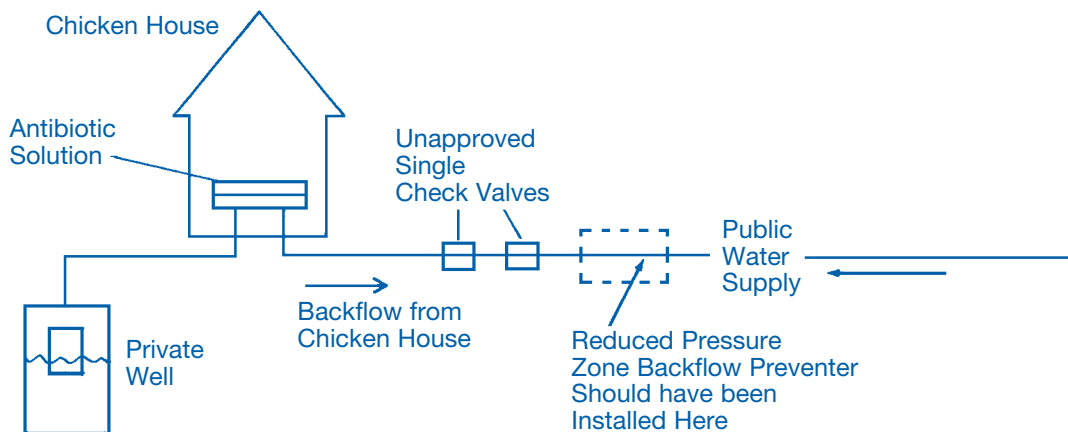 Chicken House
Antibiotic
Solution
Unapproved
Single
Check Valves
Public
Water
Supply
Backflow from
Chicken House
Private
Well
Reduced Pressure
Zone Backflow Preventer
Should have been
Installed Here